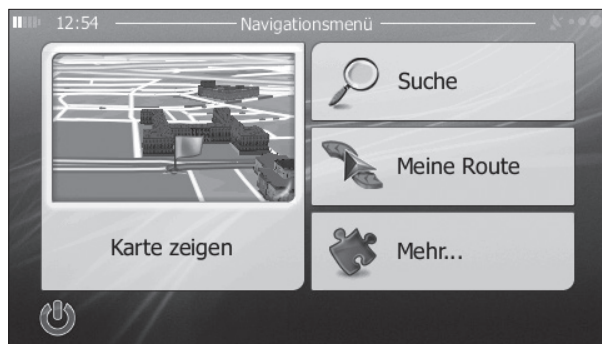 12:54 Navigationsmenü
Suche
Meine Route
Karte zeigen
Mehr...